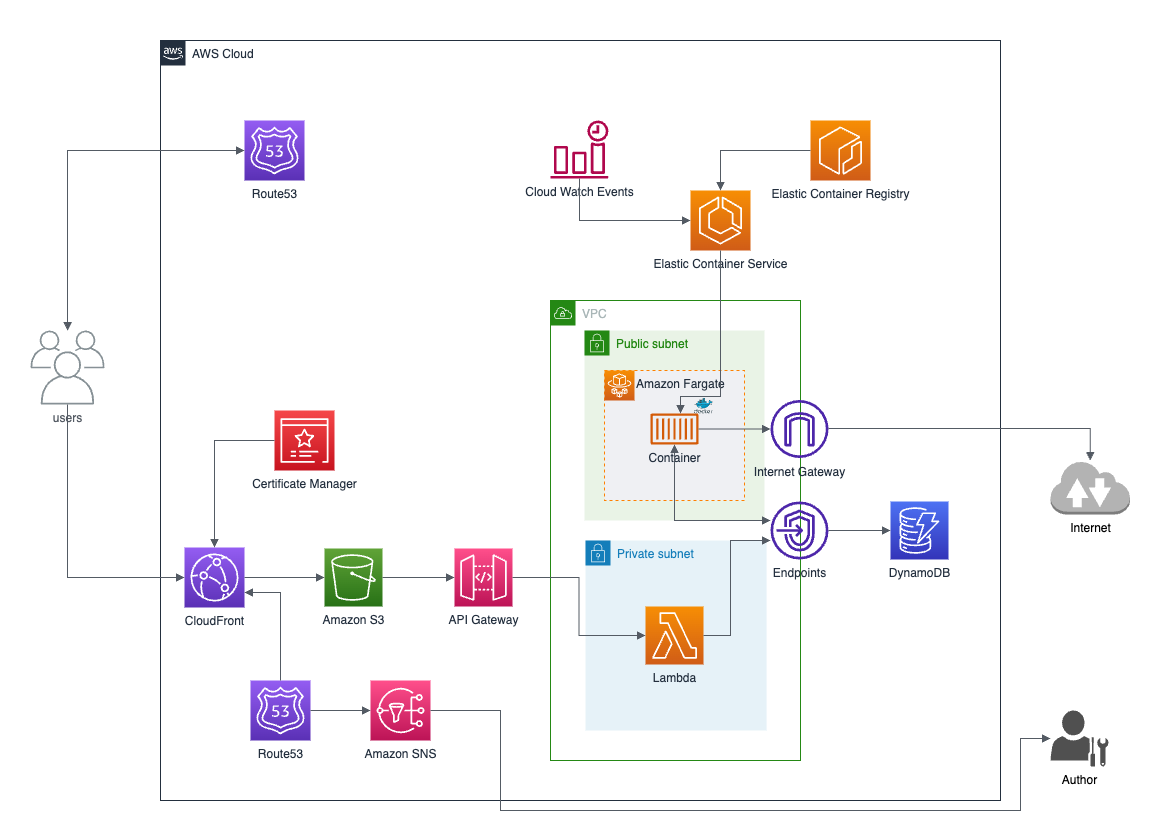 aws
AWS Cloud
53
Route53
Cloud Watch Events
Elastic Container Registry
Elastic Container Service
VPC
Public subnet
Amazon Fargate
docker
Container
Internet Gateway
users
Certificate Manager
Internet
Private subnet
Endpoints
DynamoDB
CloudFront
Amazon S3
</>
API Gateway
Lambda
53
Route53
Amazon SNS
Author